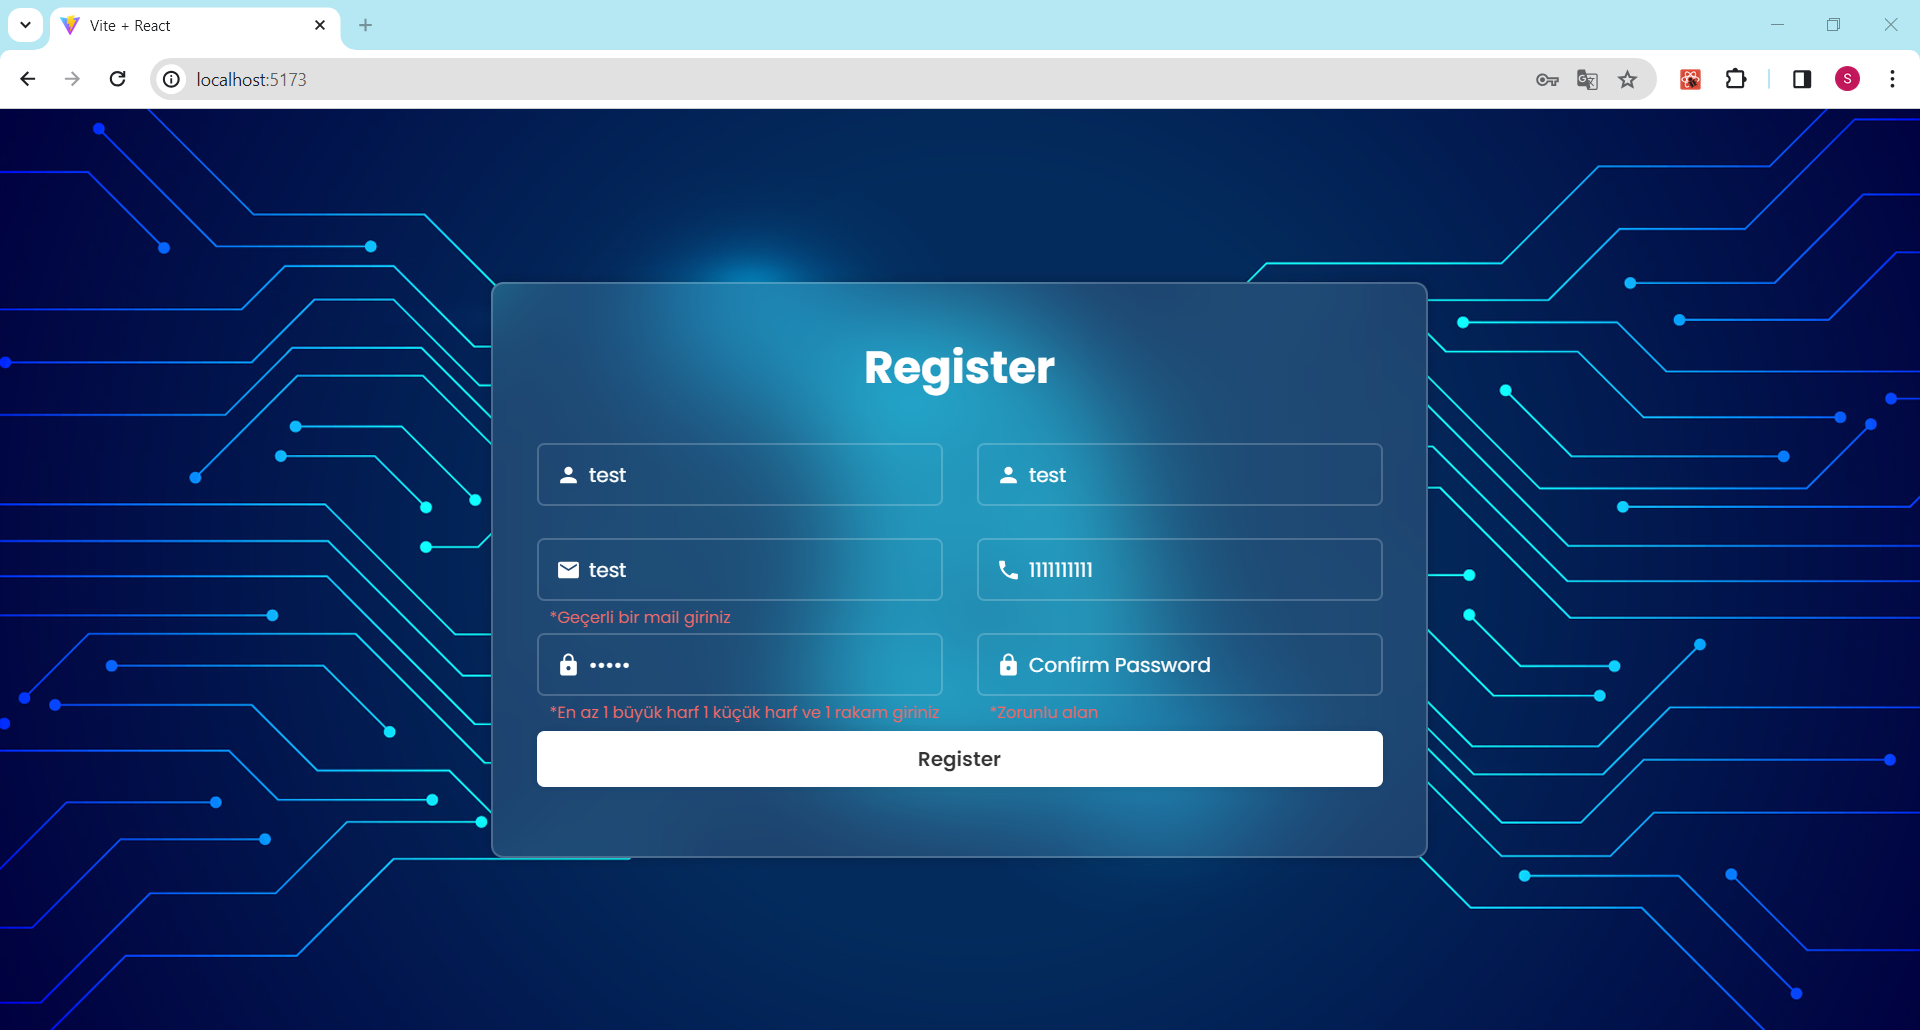 Vite + React
localhost:5173
S
Register
test
test
test
1111111111
*Geçerli bir mail giriniz
•••••
Confirm Password
*En az 1 büyük harf 1 küçük harf ve 1 rakam giriniz
*Zorunlu alan
Register